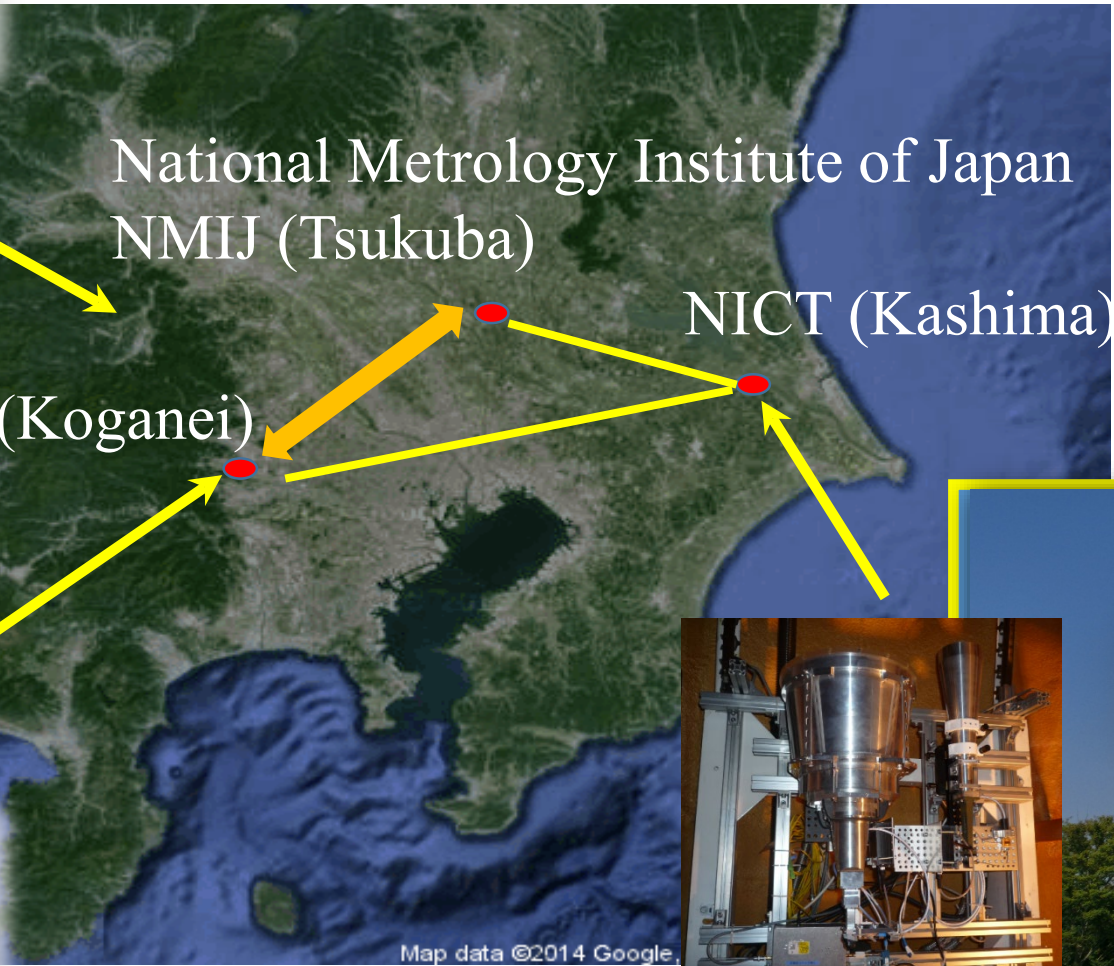 National Metrology Institute of Japan
NMIJ (Tsukuba)
NICT (Kashima)
(Koganei)
Map data ©2014 Google,